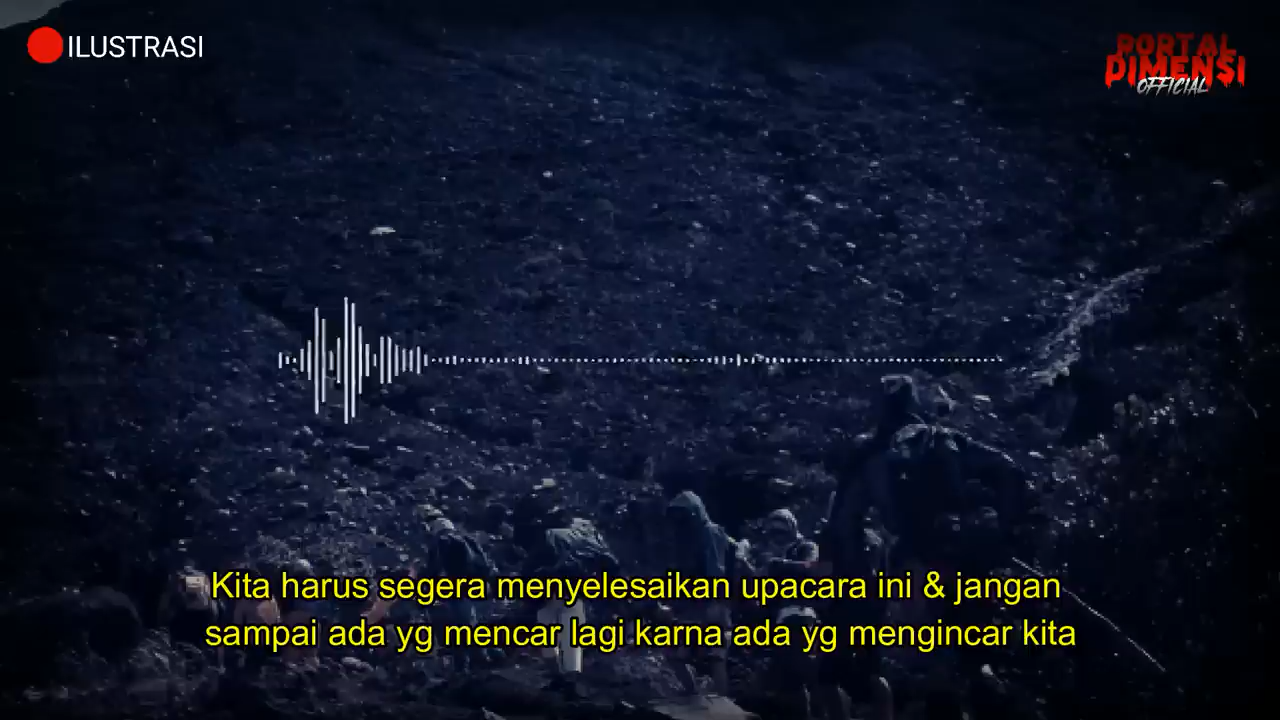 ILUSTRASI
PORTAL
DIMENSI
OFFICIAL
Kita harus segera menyelesaikan upacara ini & jangan
sampai ada yg mencar lagi karna ada yg mengincar kita